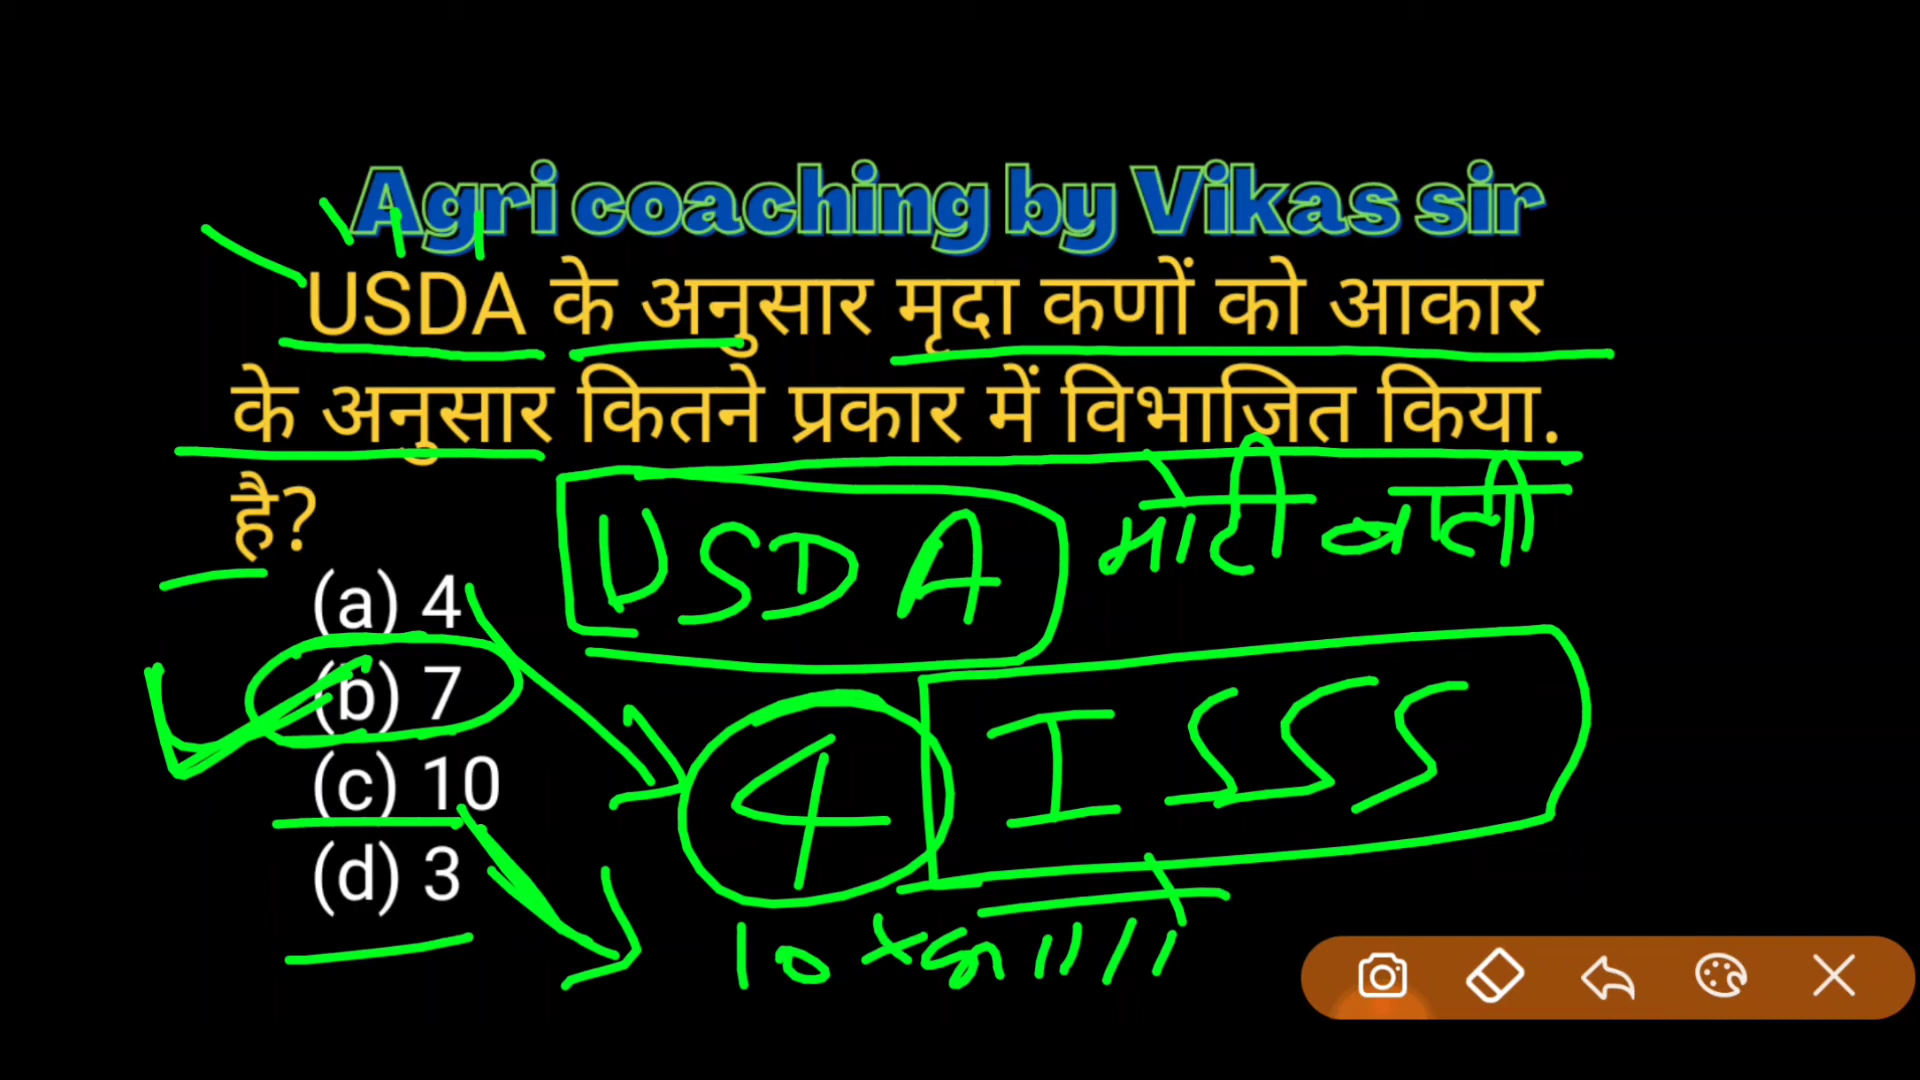 Agri coaching by Vikas sir
USDA के अनुसार मृदा कणों को आकार
के अनुसार कितने प्रकार में विभाजित किया.
है?
USDA मोटी
(a) 4
(b) 7
4 ISSS
(c) 10
(d) 3
10